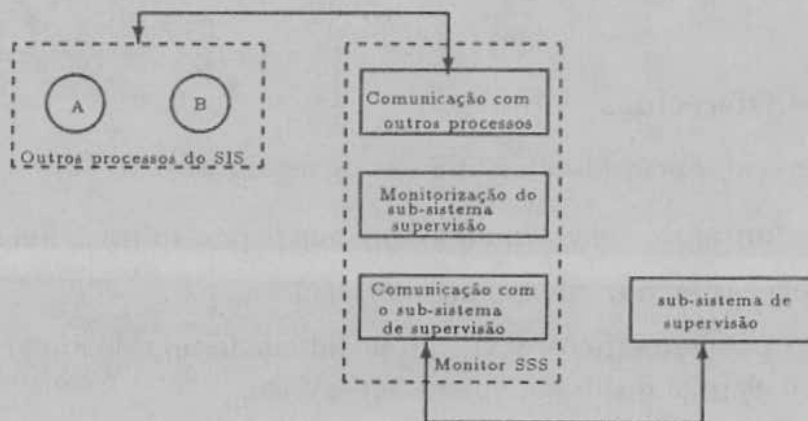 A
B
Outros processos do SIS
Comunicação com
outros processos
Monitorização do
sub-sistema
supervisão
Comunicação com
o sub-sistema
de supervisão
Monitor SSS
sub-sistema de
supervisão